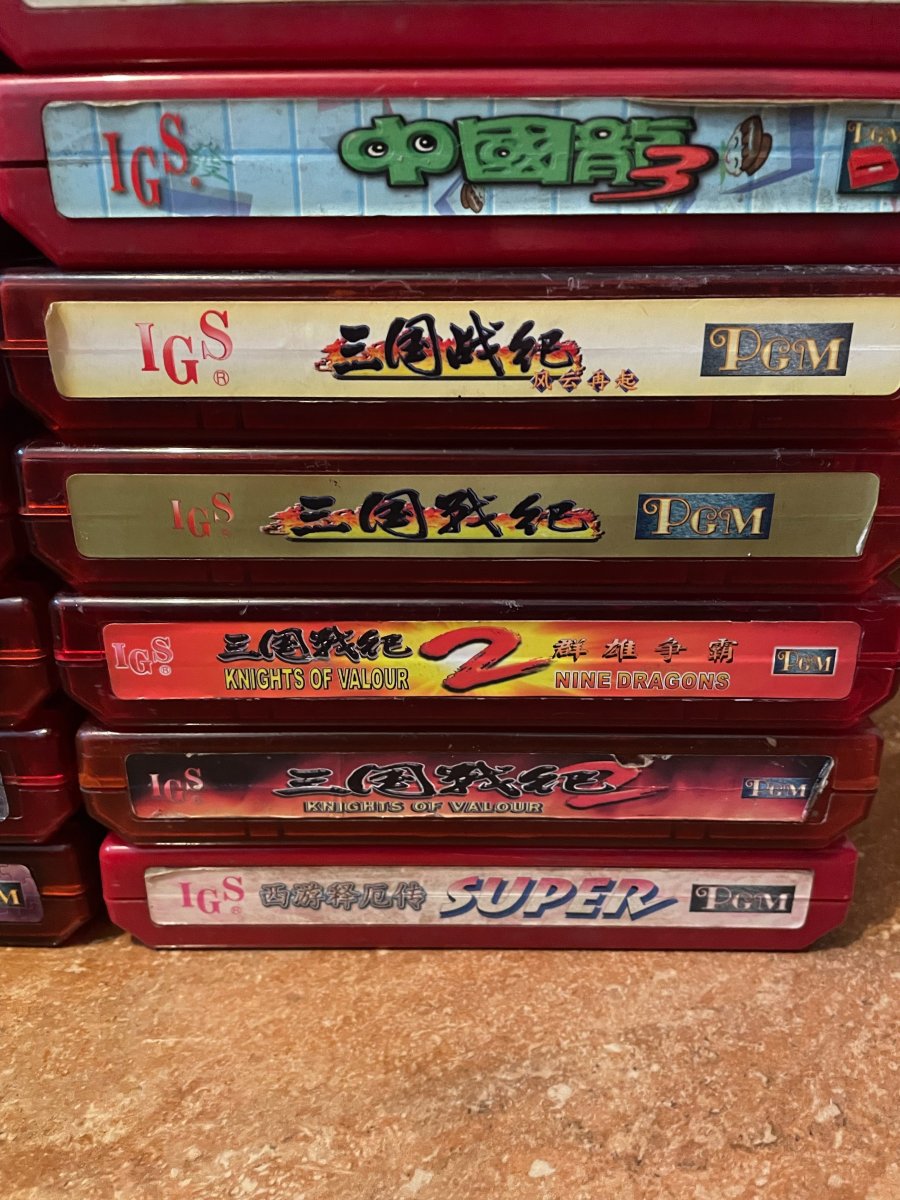 IGS 中國龍3 PGM
IGS® 三国战纪 PGM
风云再起
IGS 三国战纪 PGM
IGS® 三国战纪 2 群雄争霸 PGM
KNIGHTS OF VALOUR NINE DRAGONS
IGS 三国战纪 2 PGM
KNIGHTS OF VALOUR
IGS® 西游释厄传 SUPER PGM
M